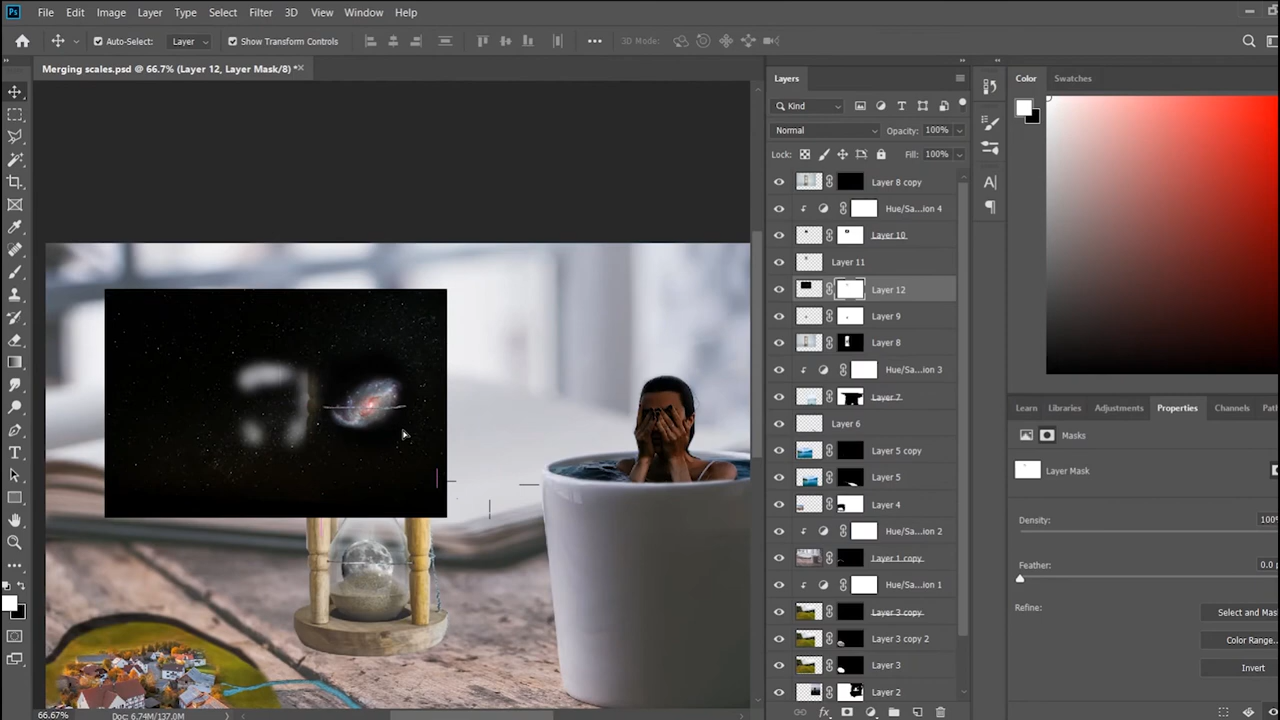 Ps File Edit Image Layer Type Select Filter 3D View Window Help
Auto-Select: Layer Show Transform Controls 3D Mode:
Merging scales.psd @ 66.7% (Layer 12, Layer Mask/8) * ×
Layers
Color Swatches
Kind
Normal Opacity: 100%
Lock: Fill: 100%
Layer 8 copy
Hue/Sa...ion 4
Layer 10
Layer 11
Layer 12
Layer 9
Layer 8
Hue/Sa...ion 3
Layer 7
Layer 6
Layer 5 copy
Layer 5
Layer 4
Hue/Sa...ion 2
Layer 1 copy
Hue/Sa...ion 1
Layer 3 copy
Layer 3 copy 2
Layer 3
Layer 2
Learn Libraries Adjustments Properties Channels Pat
Masks
Layer Mask
Density: 100%
Feather: 0.0 p
Refine: Select and Mas
Color Range...
Invert
66.67% Doc: 6.74M/137.0M
fx